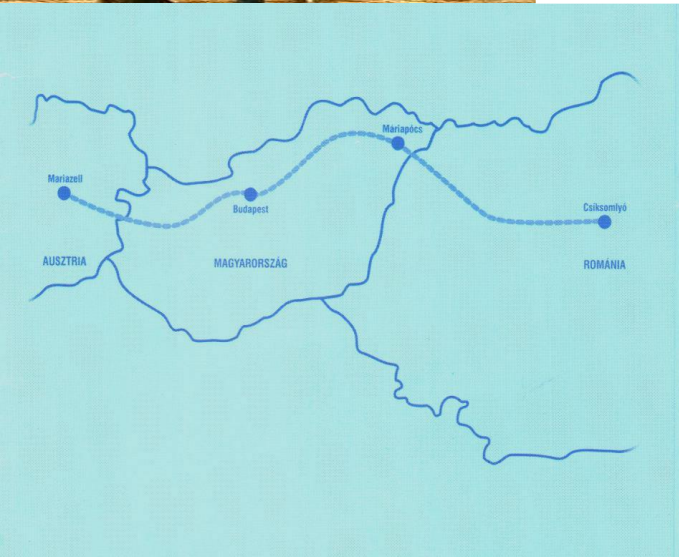 Máriapócs
Mariazell
Budapest
Csíksomlyó
AUSZTRIA
MAGYARORSZÁG
ROMÁNIA